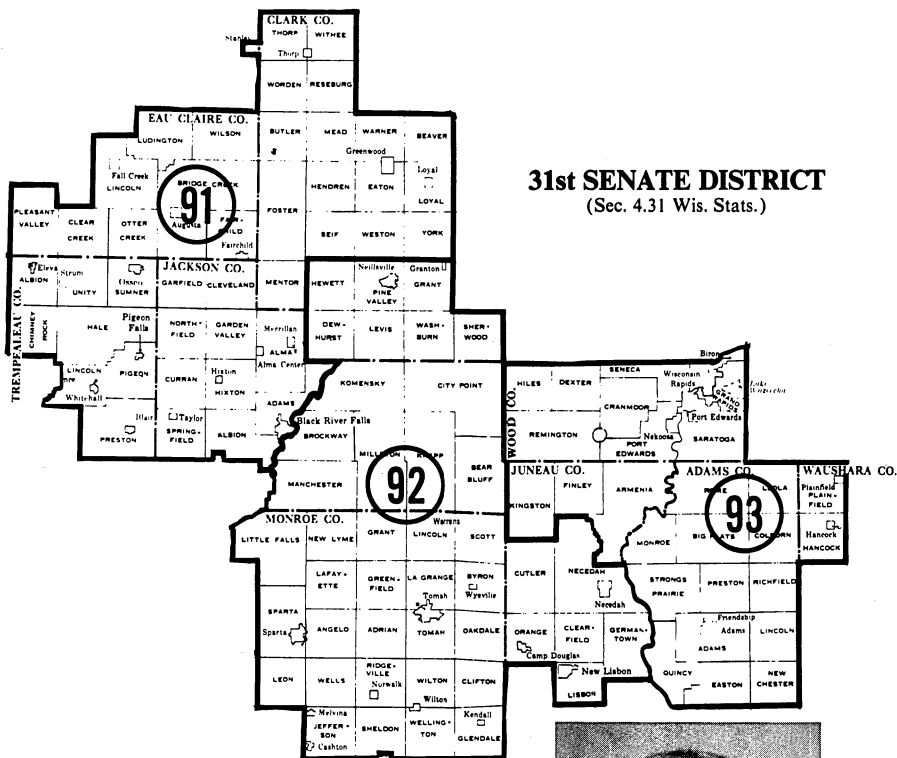 CLARK CO.
THORP WITHEE
Stanley
Thorp
WORDEN RESEBURG
EAU CLAIRE CO.
LUDINGTON WILSON BUTLER MEAD WARNER BEAVER
Greenwood
Fall Creek
LINCOLN BRIDGE CREEK HENDREN EATON Loyal
LOYAL
91
31st SENATE DISTRICT
(Sec. 4.31 Wis. Stats.)
PLEASANT VALLEY CLEAR CREEK OTTER CREEK Augusta FAIR-CHILD FOSTER
Fairchild
SEIF WESTON YORK
JACKSON CO.
Eleva Strum Osseo
ALBION UNITY SUMNER GARFIELD CLEVELAND MENTOR HEWETT
Neillsville Granton
PINE VALLEY GRANT
TREMPEALEAU CO.
CHIMNEY ROCK HALE Pigeon Falls NORTH-FIELD GARDEN VALLEY Merrillan
ALMA
Alma Center
DEW-HURST LEVIS WASH-BURN SHER-WOOD
LINCOLN PIGEON CURRAN Hixton
HIXTON
Whitehall
KOMENSKY CITY POINT
ADAMS
Blair Taylor Black River Falls
PRESTON SPRING-FIELD ALBION BROCKWAY
WOOD CO.
HILES DEXTER SENECA Biron
Wisconsin Rapids
GRAND RAPIDS
CRANMOOR Port Edwards
REMINGTON Nekoosa
PORT EDWARDS SARATOGA
MANCHESTER KNAPP BEAR BLUFF
92
JUNEAU CO. ADAMS CO. WAUSHARA CO.
KINGSTON FINLEY ARMENIA ROME LEOLA Plainfield
PLAIN-FIELD
93
MONROE BIG FLATS COLBURN Hancock
HANCOCK
MONROE CO.
Warrens
LITTLE FALLS NEW LYME GRANT LINCOLN SCOTT
LAFAY-ETTE GREEN-FIELD LA GRANGE BYRON
Tomah Wyeville
CUTLER NECEDAH
Necedah
STRONGS PRAIRIE PRESTON RICHFIELD
SPARTA
Sparta ANGELO ADRIAN TOMAH OAKDALE
ORANGE CLEAR-FIELD GERMAN-TOWN
Camp Douglas
Friendship
Adams LINCOLN
ADAMS
LEON WELLS RIDGE-VILLE WILTON CLIFTON
Norwalk
Wilton
New Lisbon
LISBON
QUINCY EASTON NEW CHESTER
Melvina
JEFFER-SON SHELDON WELLING-TON Kendall
GLENDALE
Cashton